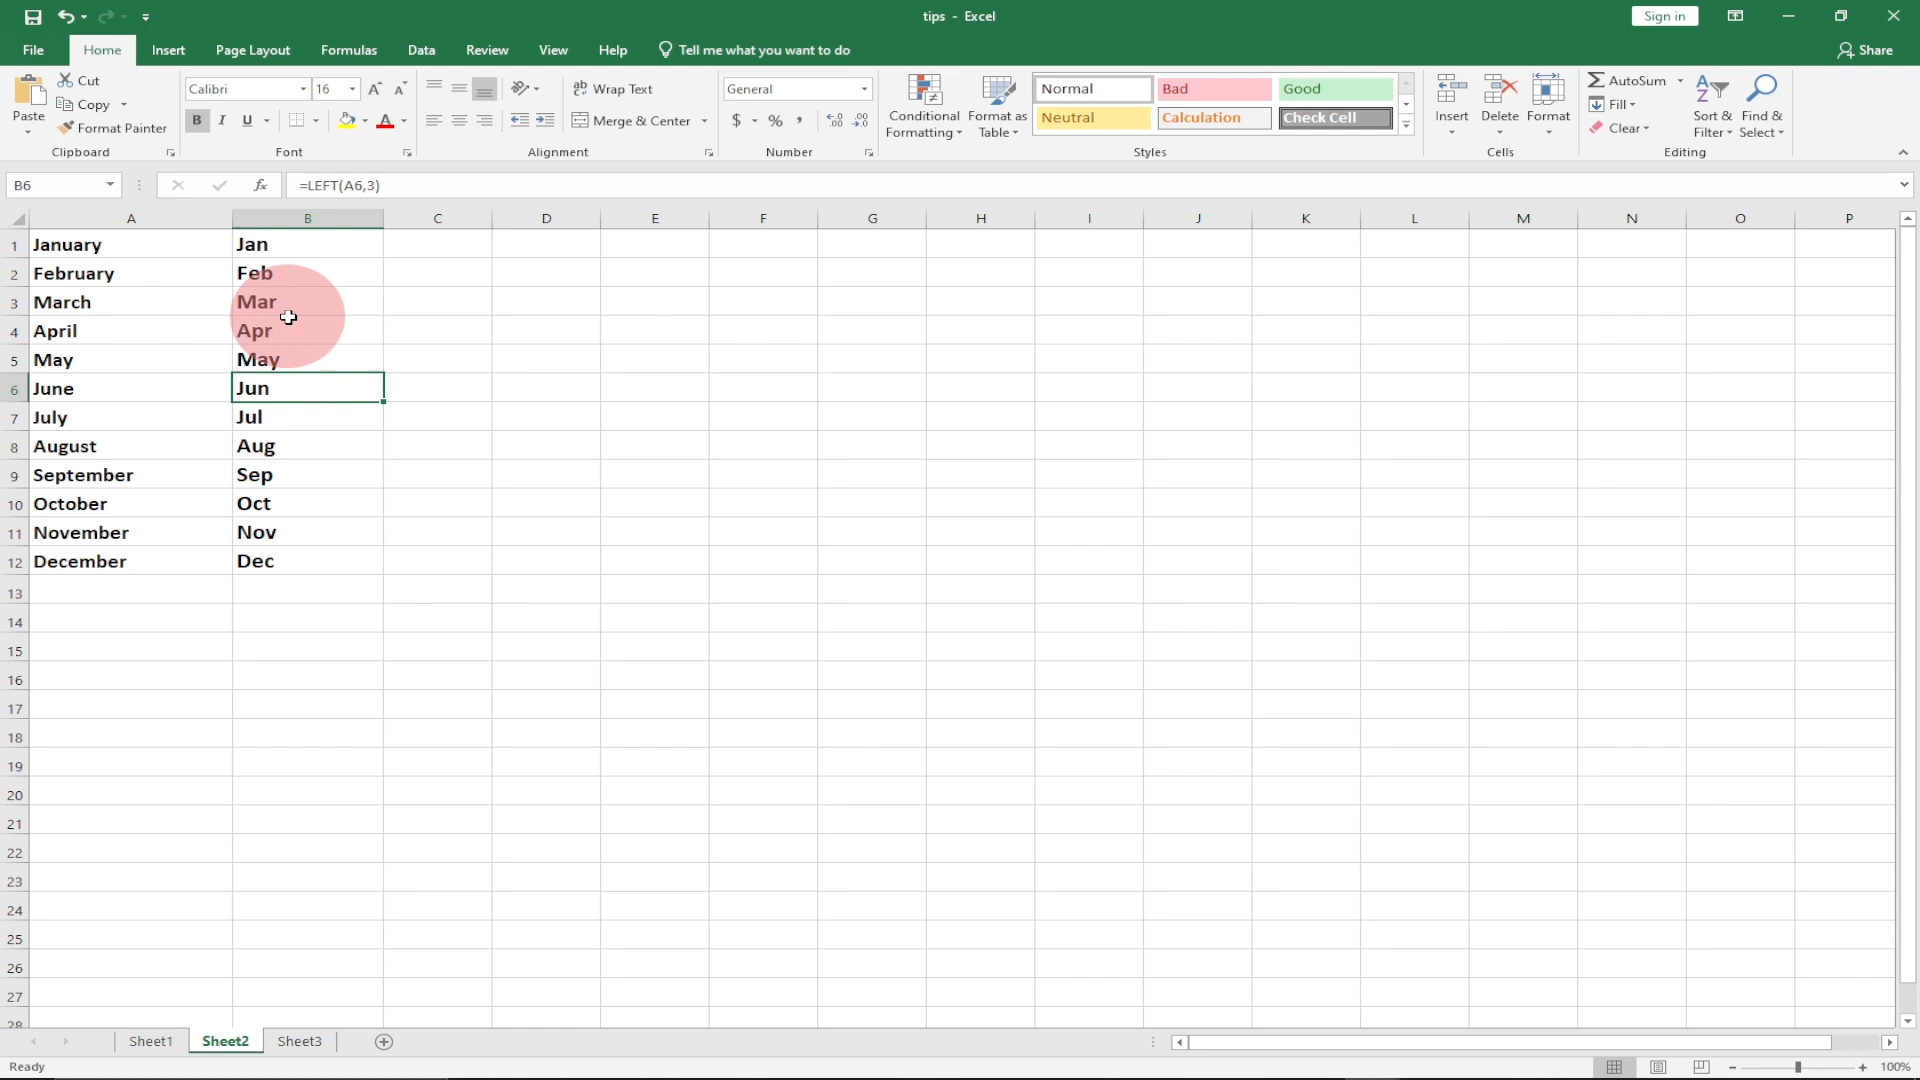 tips - Excel
Sign in
File Home Insert Page Layout Formulas Data Review View Help Tell me what you want to do Share
Paste Cut Copy Format Painter Clipboard
Calibri 16 B I U A Font
Wrap Text Merge & Center Alignment
General $ % , Number
Conditional Formatting Format as Table
Normal Bad Good
Neutral Calculation Check Cell
Styles
Insert Delete Format Cells
AutoSum Fill Clear Sort & Filter Find & Select Editing
B6 fx =LEFT(A6,3)
A B C D E F G H I J K L M N O P
1 January Jan
2 February Feb
3 March Mar
4 April Apr
5 May May
6 June Jun
7 July Jul
8 August Aug
9 September Sep
10 October Oct
11 November Nov
12 December Dec
13
14
15
16
17
18
19
20
21
22
23
24
25
26
27
28
Sheet1 Sheet2 Sheet3
Ready 100%